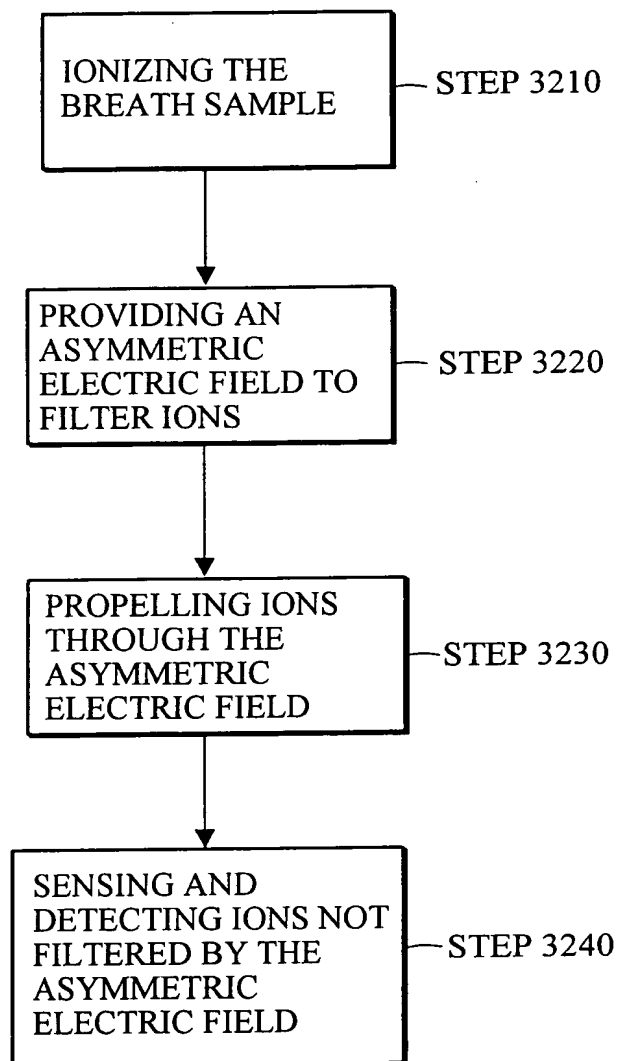 IONIZING THE
BREATH SAMPLE
STEP 3210
PROVIDING AN
ASYMMETRIC
ELECTRIC FIELD TO
FILTER IONS
STEP 3220
PROPELLING IONS
THROUGH THE
ASYMMETRIC
ELECTRIC FIELD
STEP 3230
SENSING AND
DETECTING IONS NOT
FILTERED BY THE
ASYMMETRIC
ELECTRIC FIELD
STEP 3240